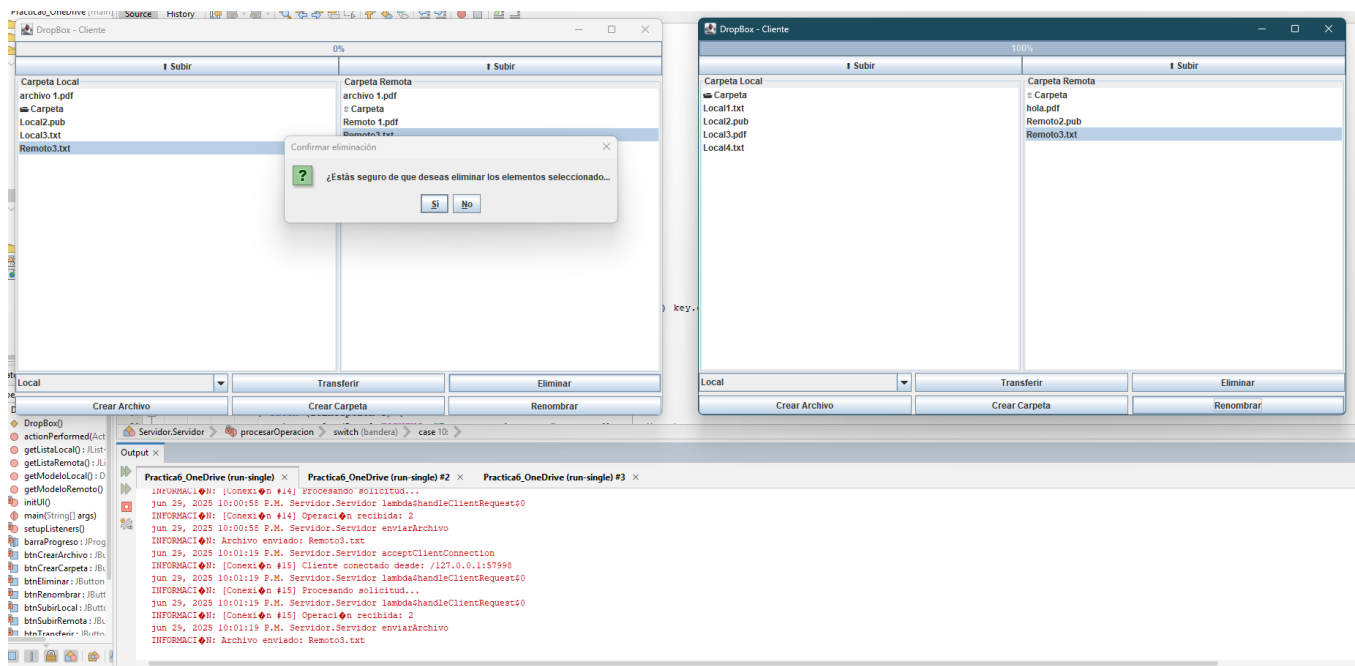 Practica6_OneDrive [main]
Source History
DropBox - Cliente
0%
⬆ Subir ⬆ Subir
Carpeta Local Carpeta Remota
archivo 1.pdf archivo 1.pdf
Carpeta Carpeta
Local2.pub Remoto 1.pdf
Local3.txt Remoto3.txt
Remoto3.txt
Confirmar eliminación
¿Estás seguro de que deseas eliminar los elementos seleccionado...
Sí No
Local Transferir Eliminar
Crear Archivo Crear Carpeta Renombrar
DropBox - Cliente
100%
⬆ Subir ⬆ Subir
Carpeta Local Carpeta Remota
Carpeta Carpeta
Local1.txt hola.pdf
Local2.pub Remoto2.pub
Local3.pdf Remoto3.txt
Local4.txt
Local Transferir Eliminar
Crear Archivo Crear Carpeta Renombrar
) key.
DropBox()
actionPerformed(Act
getListaLocal() : JList
getListaRemota() : JLi
getModeloLocal() : D
getModeloRemoto()
initUI()
main(String[] args)
setupListeners()
barraProgreso : JProg
btnCrearArchivo : JBu
btnCrearCarpeta : JBu
btnEliminar : JButton
btnRenombrar : JButt
btnSubirLocal : JButto
btnSubirRemota : JBu
btnTransferir : JButto
Servidor.Servidor procesarOperacion switch (bandera) case 10:
Output ×
Practica6_OneDrive (run-single) × Practica6_OneDrive (run-single) #2 × Practica6_OneDrive (run-single) #3 ×
INFORMACI�N: [Conexi�n #14] Procesando solicitud...
jun 29, 2025 10:00:58 P.M. Servidor.Servidor lambda$handleClientRequest$0
INFORMACI�N: [Conexi�n #14] Operaci�n recibida: 2
jun 29, 2025 10:00:58 P.M. Servidor.Servidor enviarArchivo
INFORMACI�N: Archivo enviado: Remoto3.txt
jun 29, 2025 10:01:19 P.M. Servidor.Servidor acceptClientConnection
INFORMACI�N: [Conexi�n #15] Cliente conectado desde: /127.0.0.1:57998
jun 29, 2025 10:01:19 P.M. Servidor.Servidor lambda$handleClientRequest$0
INFORMACI�N: [Conexi�n #15] Procesando solicitud...
jun 29, 2025 10:01:19 P.M. Servidor.Servidor lambda$handleClientRequest$0
INFORMACI�N: [Conexi�n #15] Operaci�n recibida: 2
jun 29, 2025 10:01:19 P.M. Servidor.Servidor enviarArchivo
INFORMACI�N: Archivo enviado: Remoto3.txt